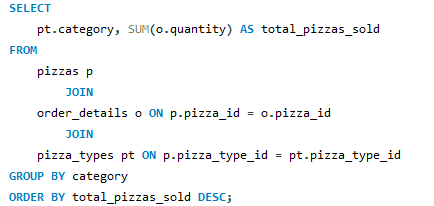 SELECT
    pt.category, SUM(o.quantity) AS total_pizzas_sold
FROM
    pizzas p
        JOIN
    order_details o ON p.pizza_id = o.pizza_id
        JOIN
    pizza_types pt ON p.pizza_type_id = pt.pizza_type_id
GROUP BY category
ORDER BY total_pizzas_sold DESC;